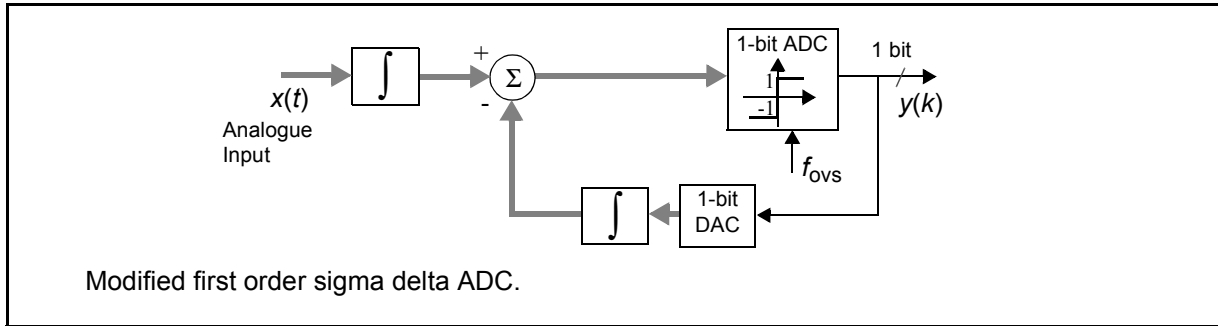 1-bit ADC
1 bit
+
∫
Σ
1
-1
x(t)
-
y(k)
Analogue
Input
f_ovs
∫
1-bit
DAC
Modified first order sigma delta ADC.